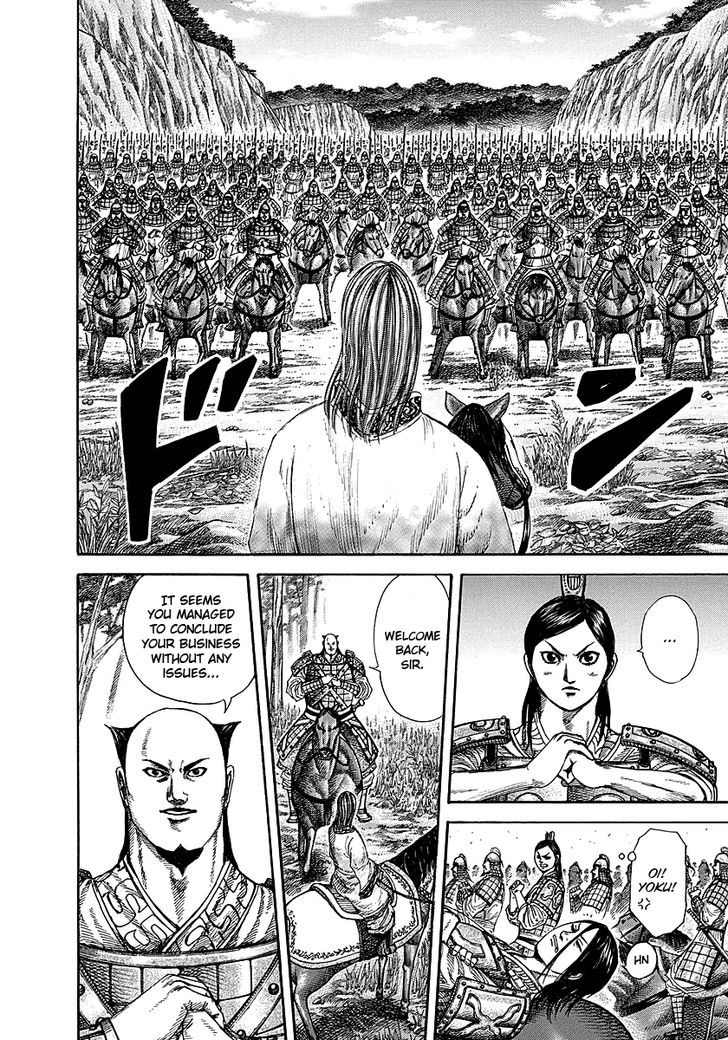 ドドン
...
OI!
YOKU!
HN
WELCOME
BACK,
SIR.
IT SEEMS
YOU MANAGED
TO CONCLUDE
YOUR BUSINESS
WITHOUT ANY
ISSUES...